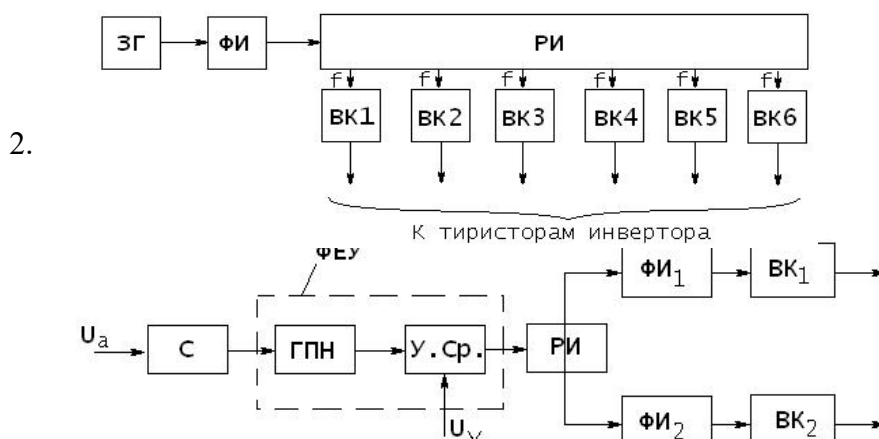 ЗГ ФИ РИ
f f f f f f
ВК1 ВК2 ВК3 ВК4 ВК5 ВК6
2.
К тиристорам инвертора
ФЕУ
ФИ1 ВК1
Ua С ГПН У.Ср. РИ
Uy ФИ2 ВК2